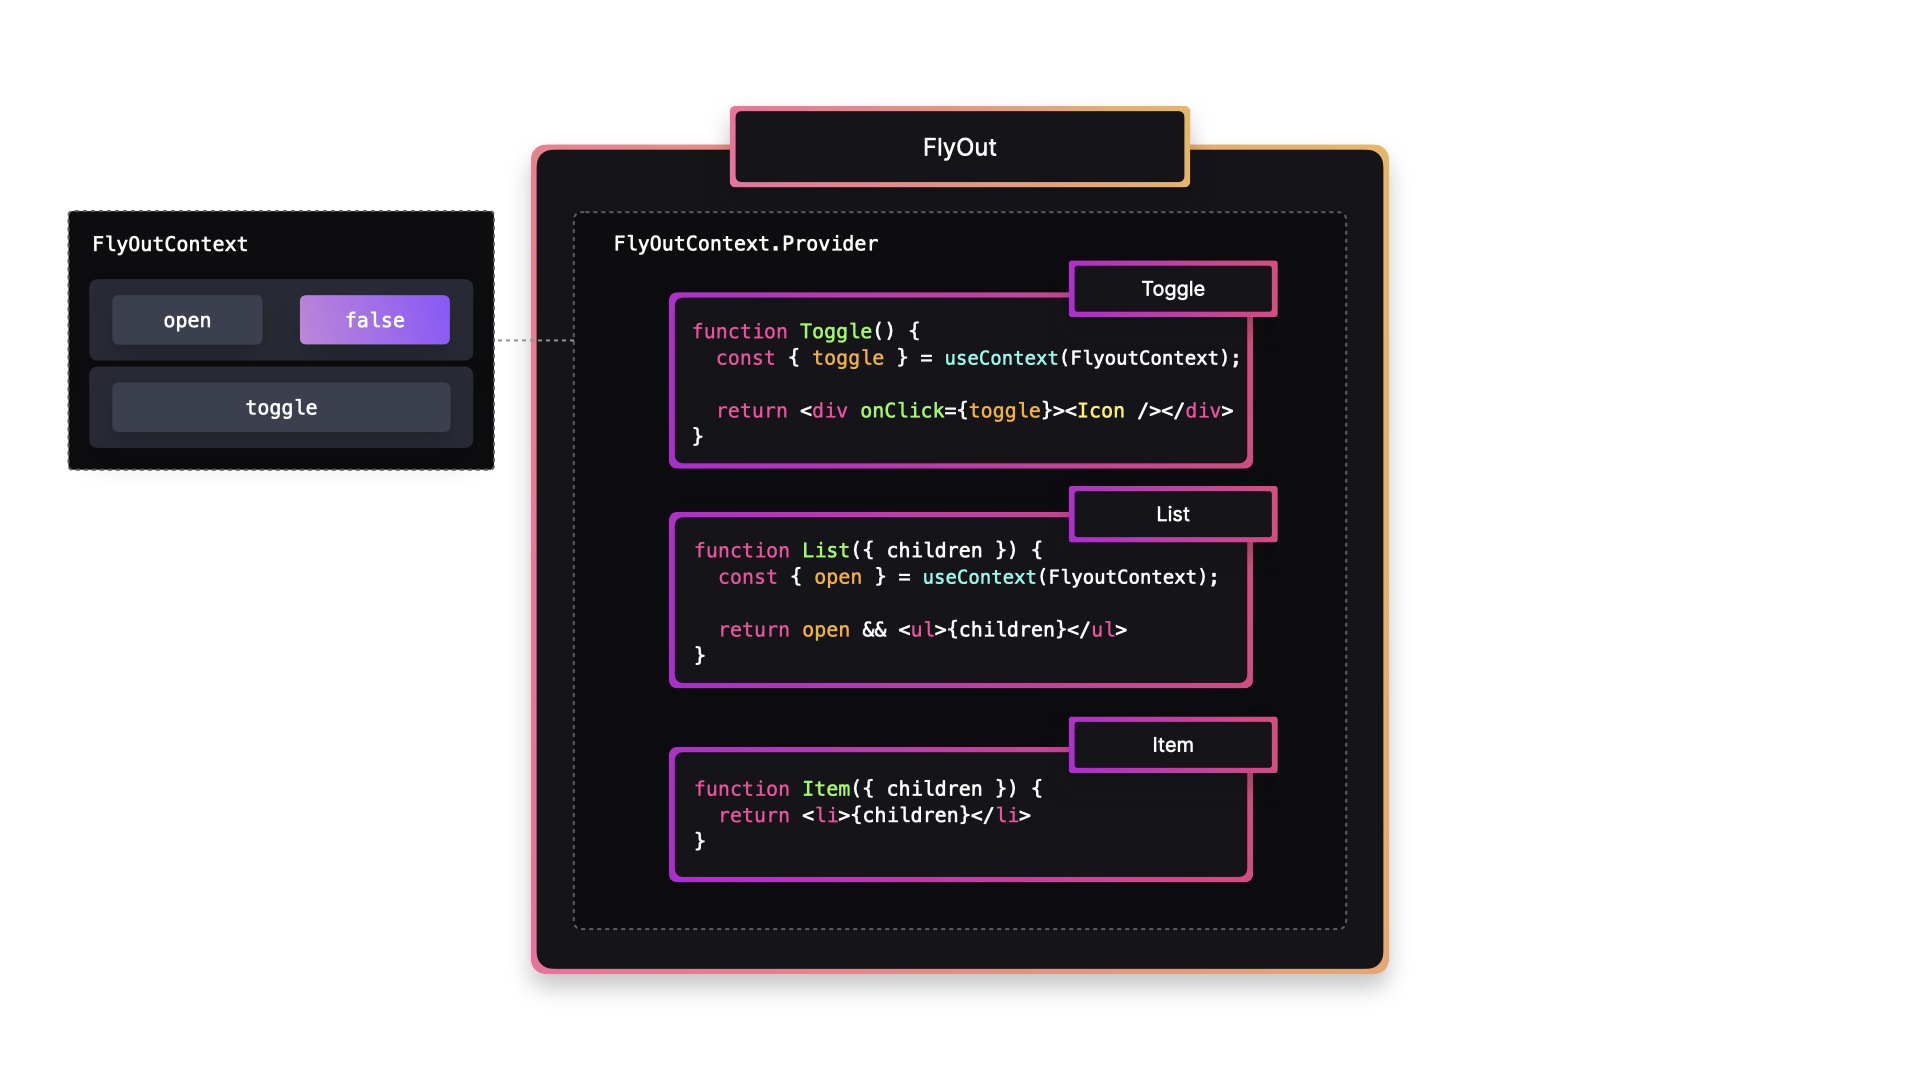 FlyOut
FlyOutContext
open false
toggle
FlyOutContext.Provider
Toggle
function Toggle() {
  const { toggle } = useContext(FlyoutContext);
  return <div onClick={toggle}><Icon /></div>
}
List
function List({ children }) {
  const { open } = useContext(FlyoutContext);
  return open && <ul>{children}</ul>
}
Item
function Item({ children }) {
  return <li>{children}</li>
}